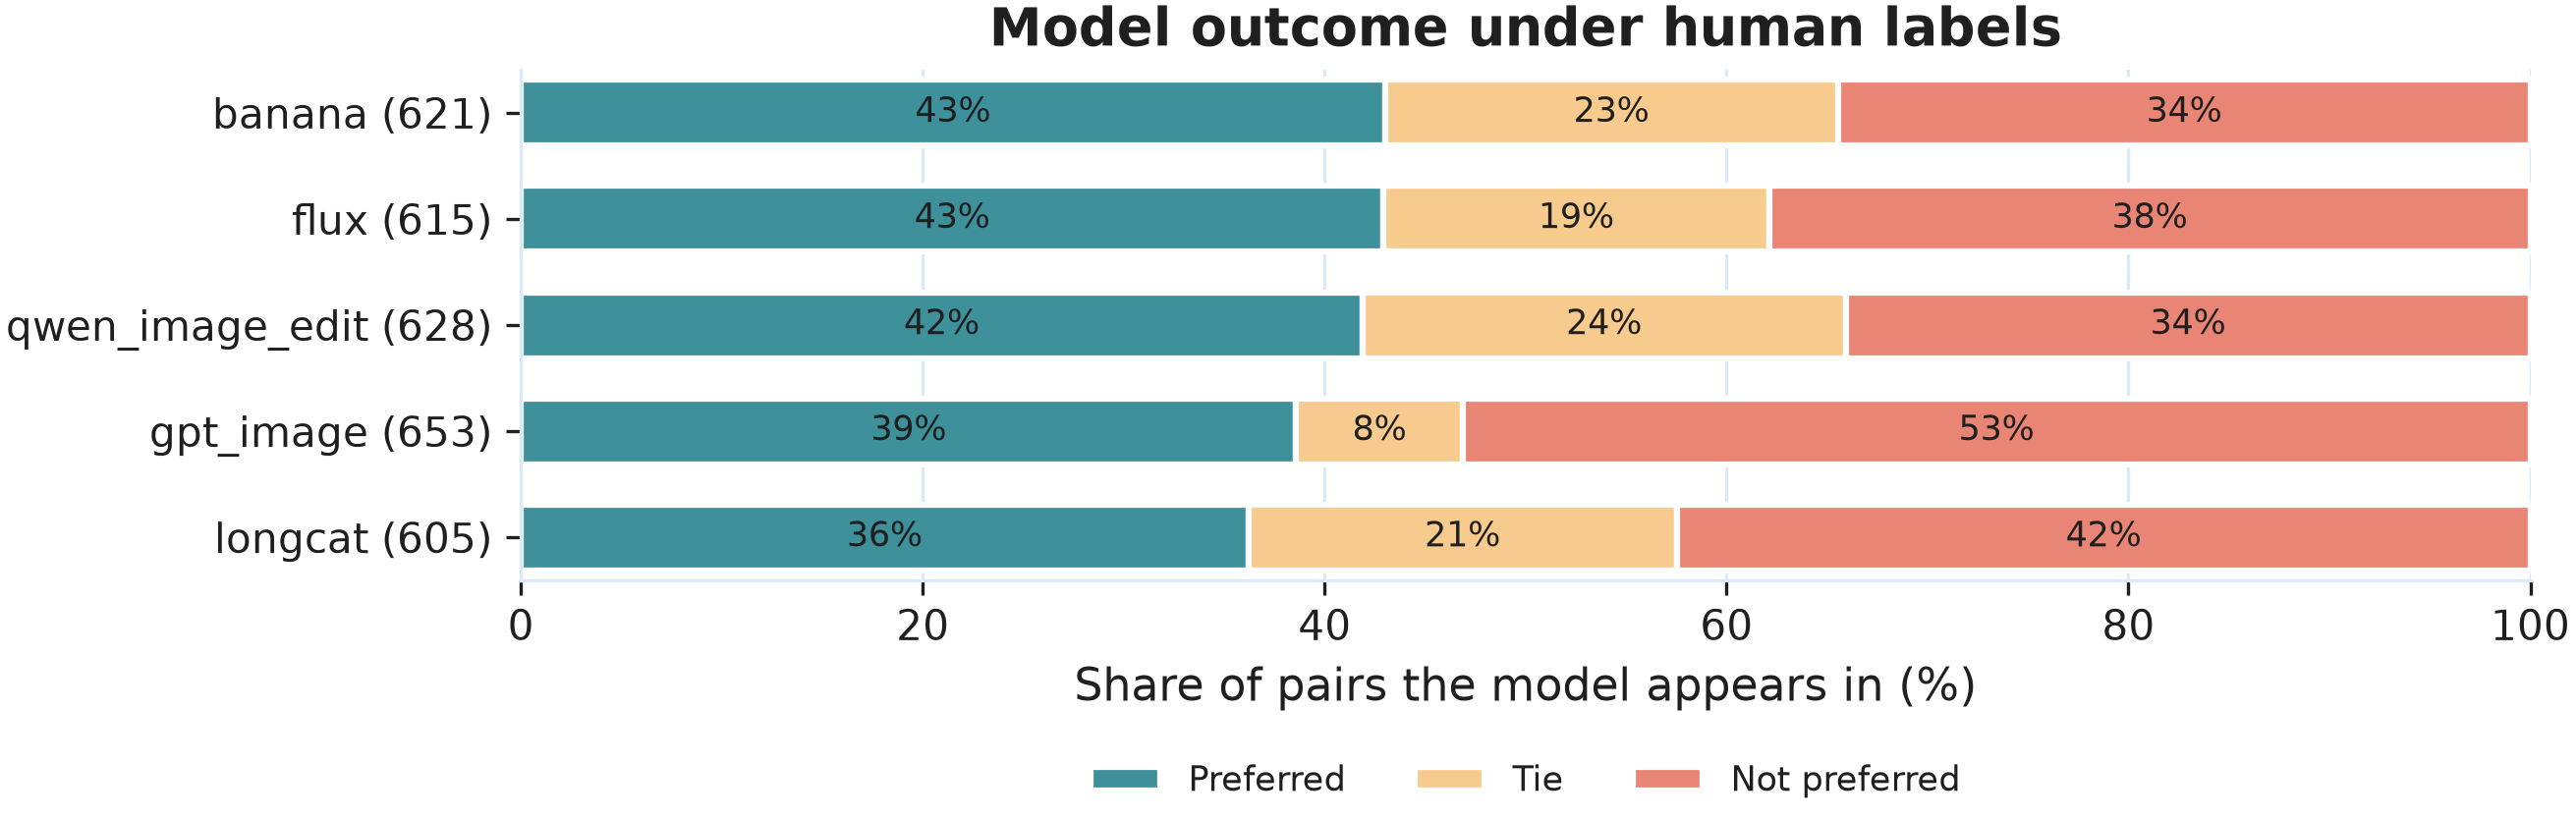 Model outcome under human labels
banana (621) 43% 23% 34%
flux (615) 43% 19% 38%
qwen_image_edit (628) 42% 24% 34%
gpt_image (653) 39% 8% 53%
longcat (605) 36% 21% 42%
0 20 40 60 80 100
Share of pairs the model appears in (%)
Preferred Tie Not preferred